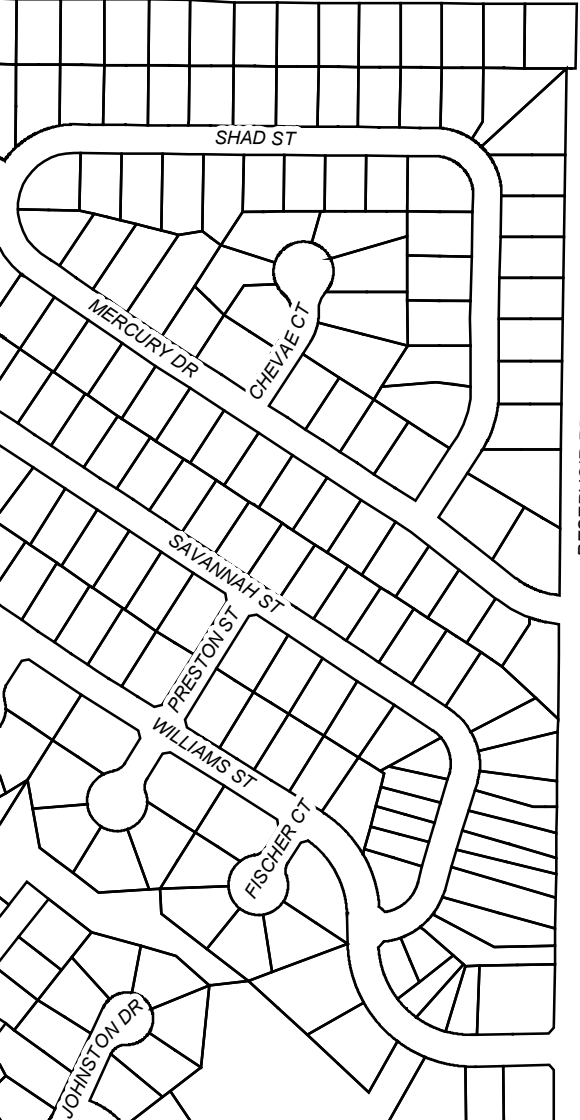 SHAD ST
MERCURY DR
CHEVAE CT
SAVANNAH ST
PRESTON ST
WILLIAMS ST
FISCHER CT
JOHNSTON DR